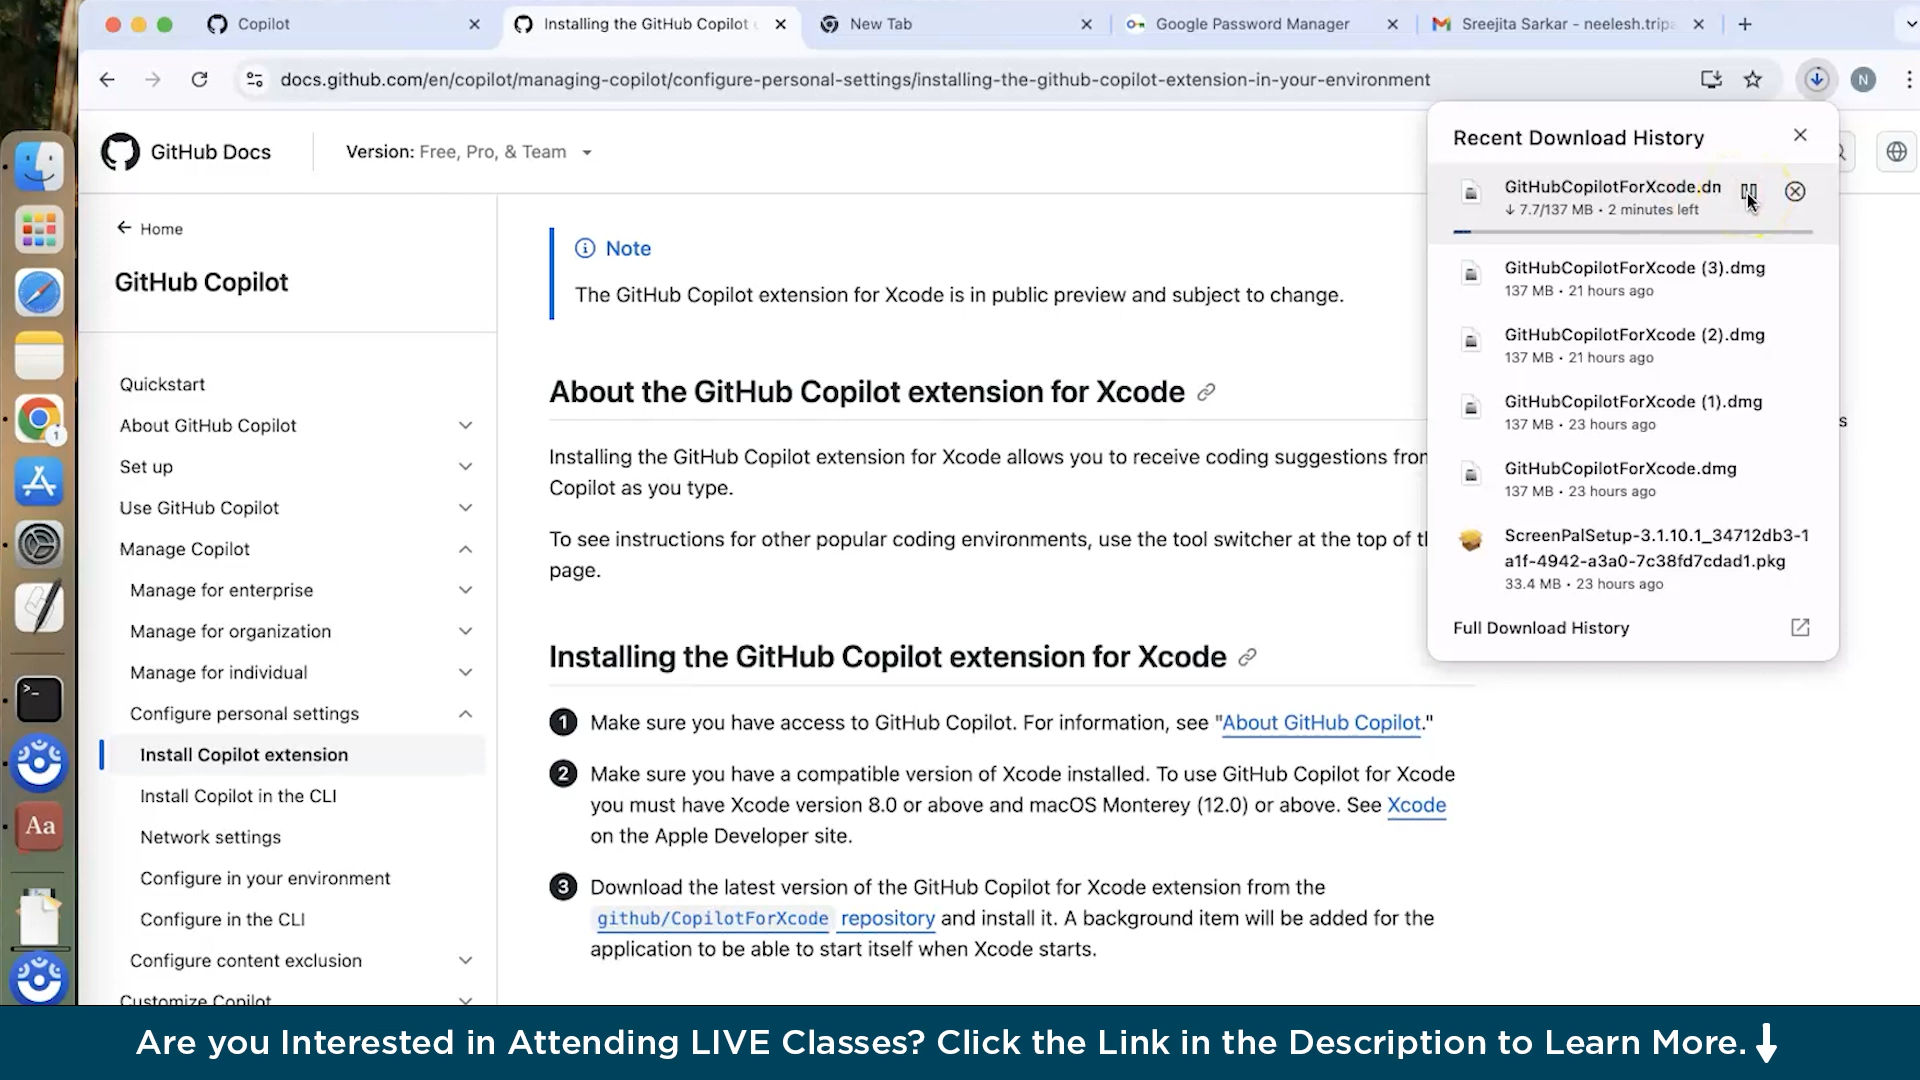 Copilot
Installing the GitHub Copilot
New Tab
Google Password Manager
Sreejita Sarkar - neelesh.tripa
docs.github.com/en/copilot/managing-copilot/configure-personal-settings/installing-the-github-copilot-extension-in-your-environment
N
GitHub Docs
Version: Free, Pro, & Team
Recent Download History
GitHubCopilotForXcode.dn
↓ 7.7/137 MB • 2 minutes left
GitHubCopilotForXcode (3).dmg
137 MB • 21 hours ago
GitHubCopilotForXcode (2).dmg
137 MB • 21 hours ago
GitHubCopilotForXcode (1).dmg
137 MB • 23 hours ago
GitHubCopilotForXcode.dmg
137 MB • 23 hours ago
ScreenPalSetup-3.1.10.1_34712db3-1
a1f-4942-a3a0-7c38fd7cdad1.pkg
33.4 MB • 23 hours ago
Full Download History
Home
GitHub Copilot
Quickstart
About GitHub Copilot
Set up
Use GitHub Copilot
Manage Copilot
Manage for enterprise
Manage for organization
Manage for individual
Configure personal settings
Install Copilot extension
Install Copilot in the CLI
Network settings
Configure in your environment
Configure in the CLI
Configure content exclusion
Customize Copilot
1
Aa
Note
The GitHub Copilot extension for Xcode is in public preview and subject to change.
About the GitHub Copilot extension for Xcode
Installing the GitHub Copilot extension for Xcode allows you to receive coding suggestions from
Copilot as you type.
To see instructions for other popular coding environments, use the tool switcher at the top of th
page.
s
Installing the GitHub Copilot extension for Xcode
1 Make sure you have access to GitHub Copilot. For information, see "About GitHub Copilot."
2 Make sure you have a compatible version of Xcode installed. To use GitHub Copilot for Xcode
you must have Xcode version 8.0 or above and macOS Monterey (12.0) or above. See Xcode
on the Apple Developer site.
3 Download the latest version of the GitHub Copilot for Xcode extension from the
github/CopilotForXcode repository and install it. A background item will be added for the
application to be able to start itself when Xcode starts.
Are you Interested in Attending LIVE Classes? Click the Link in the Description to Learn More.